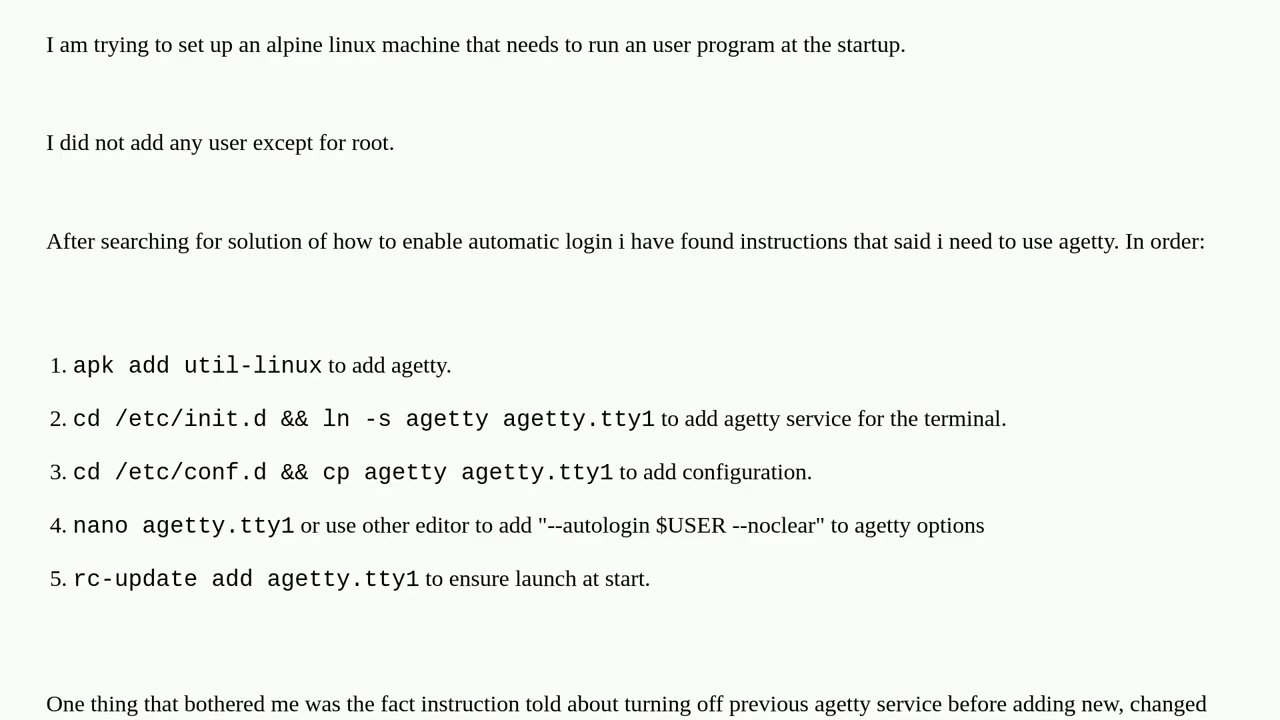 I am trying to set up an alpine linux machine that needs to run an user program at the startup.
I did not add any user except for root.
After searching for solution of how to enable automatic login i have found instructions that said i need to use agetty. In order:
1. apk add util-linux to add agetty.
2. cd /etc/init.d && ln -s agetty agetty.tty1 to add agetty service for the terminal.
3. cd /etc/conf.d && cp agetty agetty.tty1 to add configuration.
4. nano agetty.tty1 or use other editor to add "--autologin $USER --noclear" to agetty options
5. rc-update add agetty.tty1 to ensure launch at start.
One thing that bothered me was the fact instruction told about turning off previous agetty service before adding new, changed